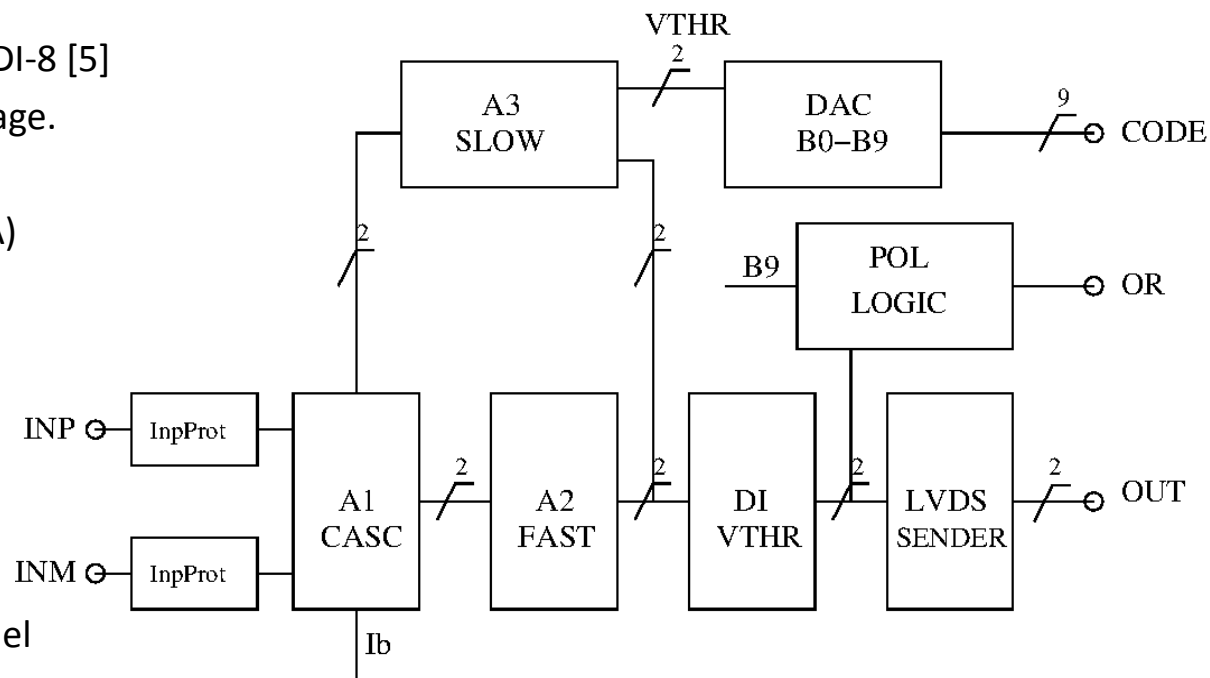 DI-8 [5]
age.
A)
el
VTHR
2
A3
SLOW
DAC
B0−B9
9
CODE
2
2
B9
POL
LOGIC
OR
INP
InpProt
INM
InpProt
A1
CASC
2
A2
FAST
2
DI
VTHR
2
LVDS
SENDER
2
OUT
Ib